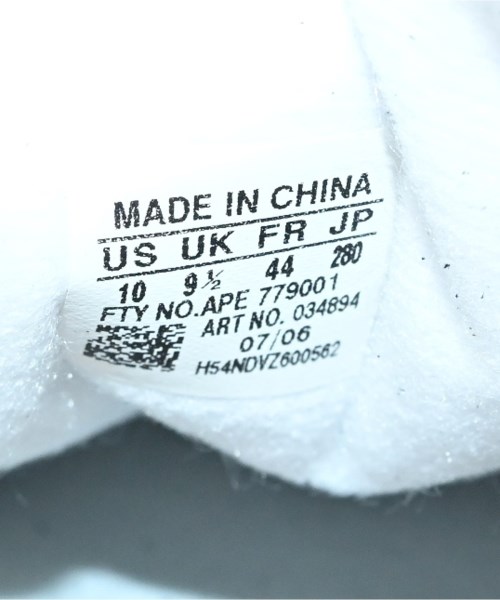 MADE IN CHINA
US UK FR JP
10 9½ 44 280
FTY NO.APE 779001
ART NO. 034894
07/06
H54NDVZ600562